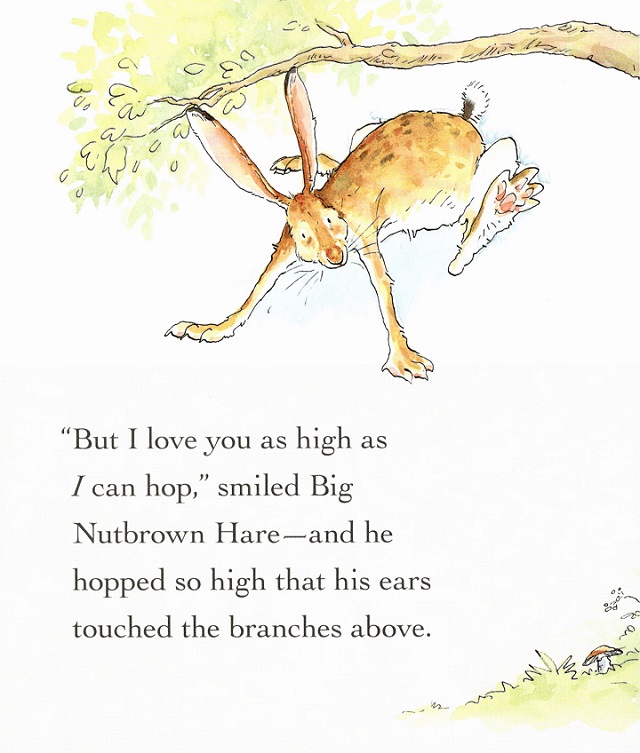 “But I love you as high as
I can hop,” smiled Big
Nutbrown Hare—and he
hopped so high that his ears
touched the branches above.